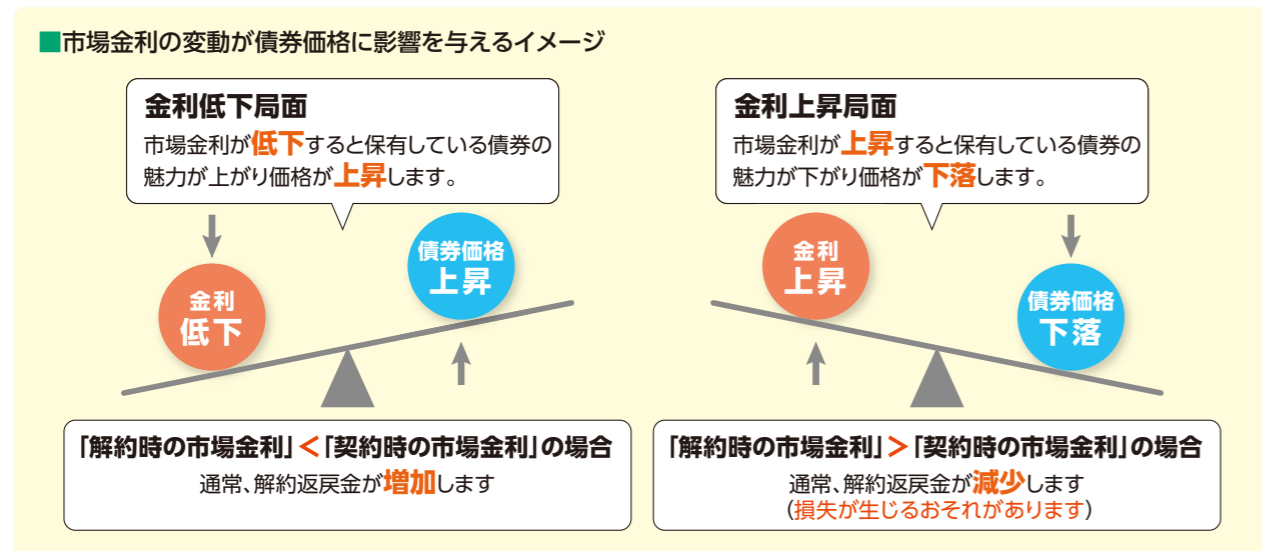 ■市場金利の変動が債券価格に影響を与えるイメージ
金利低下局面
市場金利が低下すると保有している債券の
魅力が上がり価格が上昇します。
金利
低下
債券価格
上昇
「解約時の市場金利」<「契約時の市場金利」の場合
通常、解約返戻金が増加します
金利上昇局面
市場金利が上昇すると保有している債券の
魅力が下がり価格が下落します。
金利
上昇
債券価格
下落
「解約時の市場金利」>「契約時の市場金利」の場合
通常、解約返戻金が減少します
(損失が生じるおそれがあります)